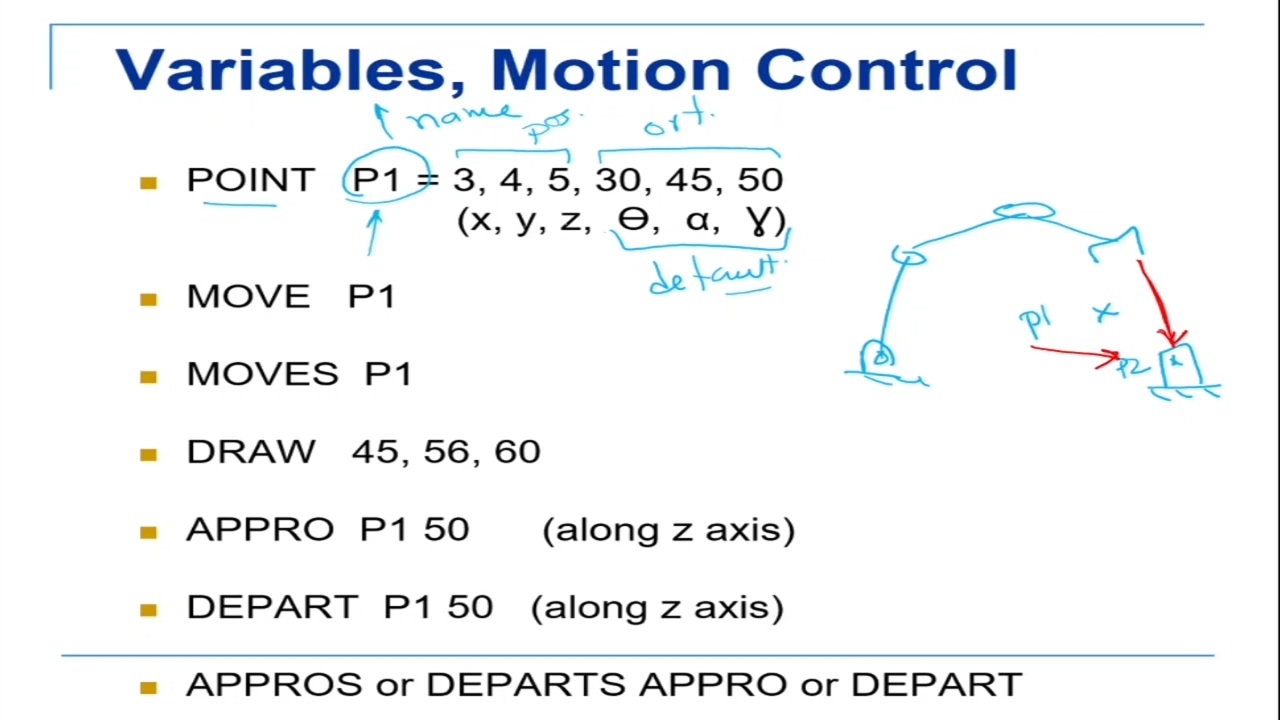 Variables, Motion Control
name pos. ort.
POINT P1 = 3, 4, 5, 30, 45, 50
(x, y, z, Ө, α, Ɣ)
default.
MOVE P1
p1 x
P2 x
MOVES P1
DRAW 45, 56, 60
APPRO P1 50 (along z axis)
DEPART P1 50 (along z axis)
APPROS or DEPARTS APPRO or DEPART